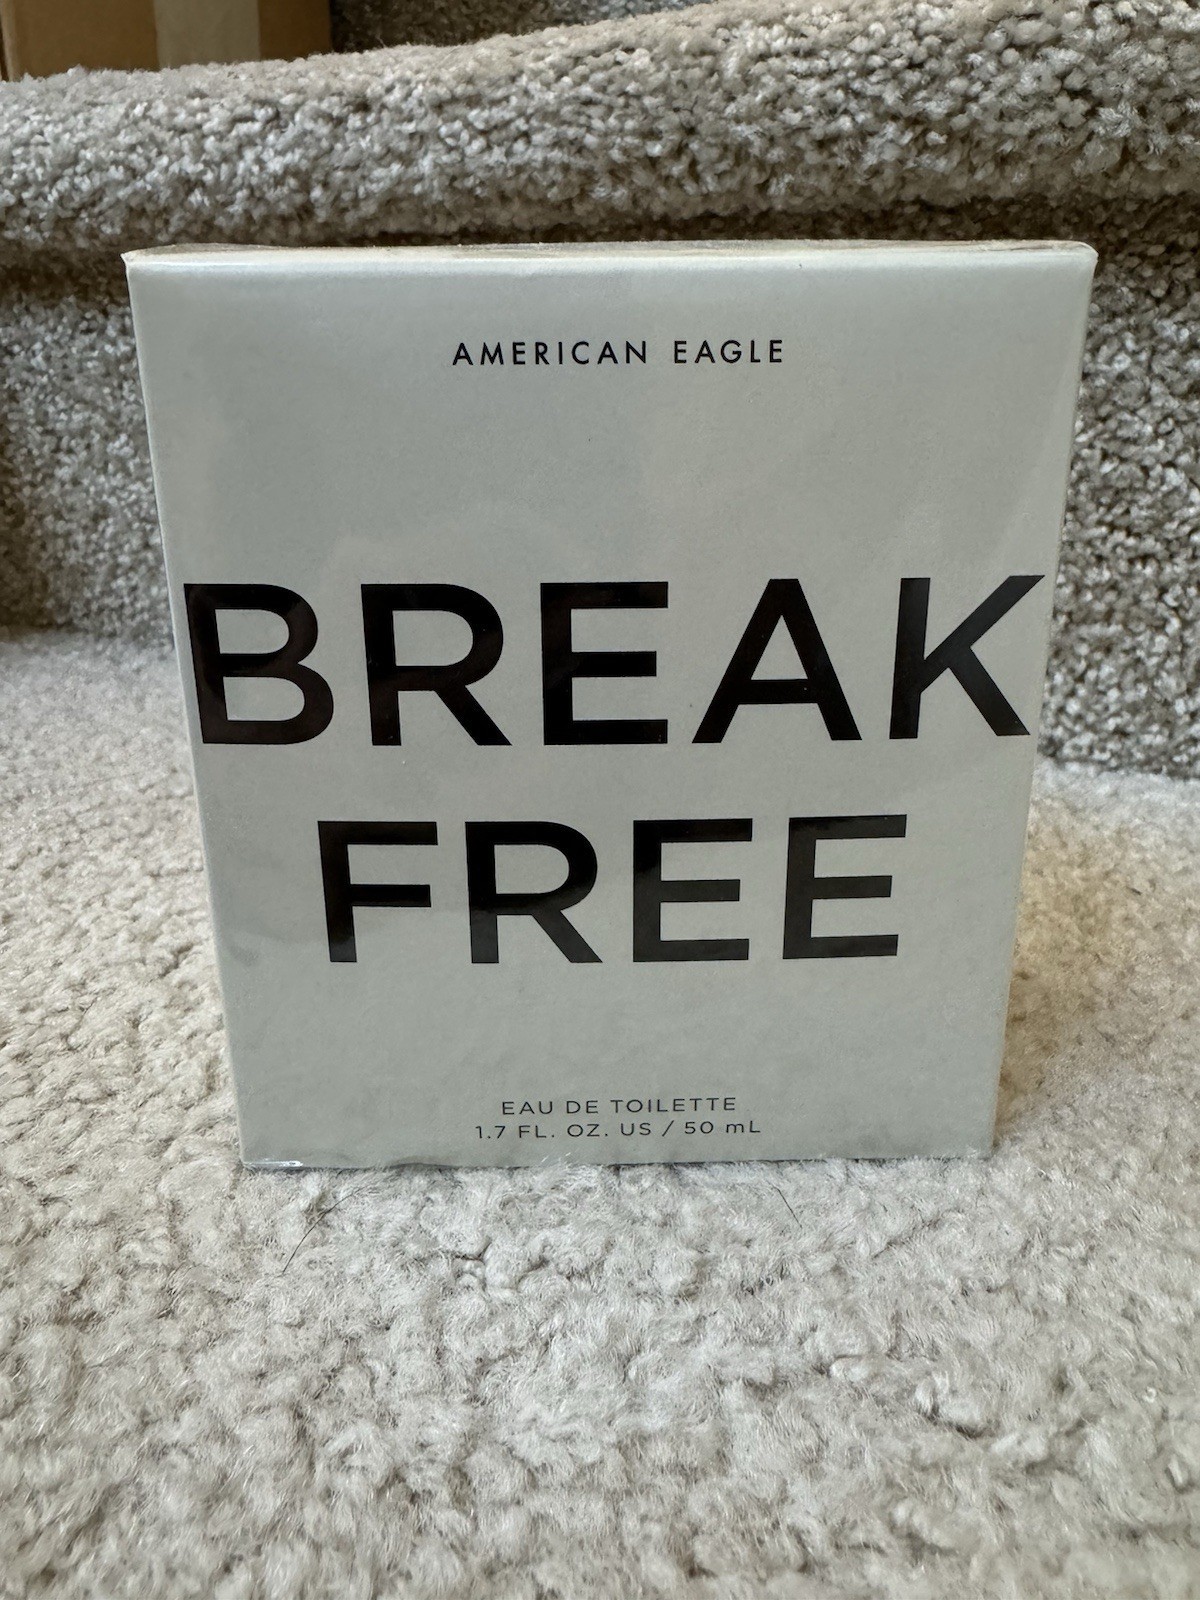 AMERICAN EAGLE
BREAK
FREE
EAU DE TOILETTE
1.7 FL. OZ. US / 50 mL